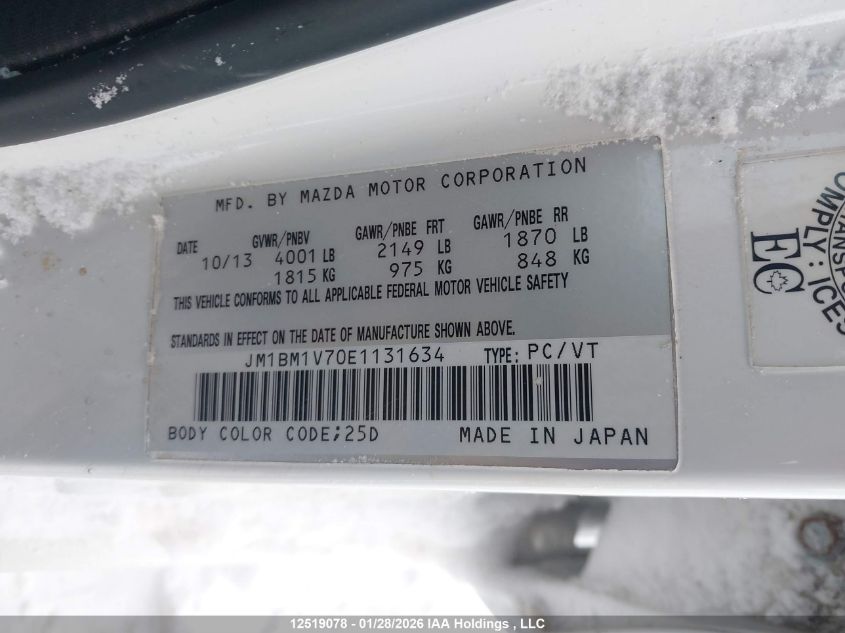 MFD. BY MAZDA MOTOR CORPORATION
DATE GVWR/PNBV GAWR/PNBE FRT GAWR/PNBE RR
10/13 4001 LB 2149 LB 1870 LB
1815 KG 975 KG 848 KG
THIS VEHICLE CONFORMS TO ALL APPLICABLE FEDERAL MOTOR VEHICLE SAFETY
STANDARDS IN EFFECT ON THE DATE OF MANUFACTURE SHOWN ABOVE.
JM1BM1V70E1131634 TYPE: PC/VT
BODY COLOR CODE;25D MADE IN JAPAN
EC
12519078 - 01/28/2026 IAA Holdings , LLC